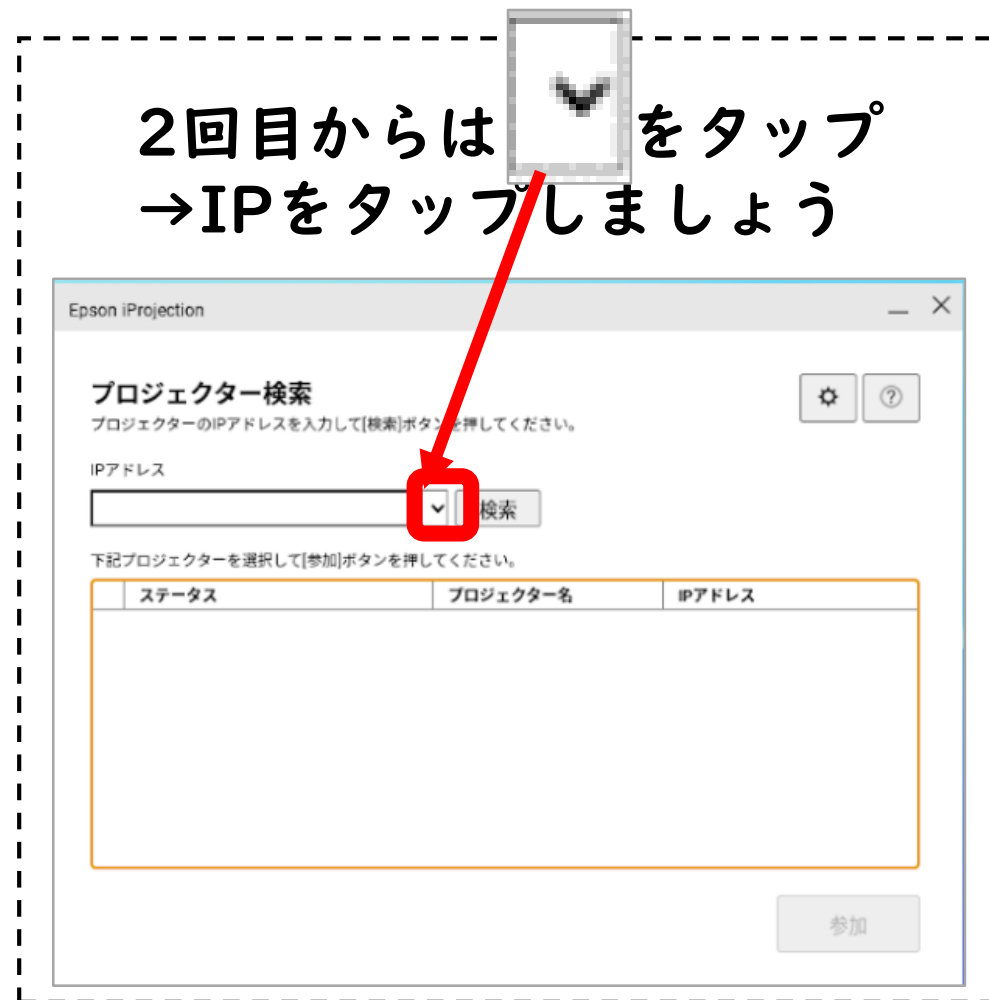 2回目からは をタップ
→IPをタップしましょう
Epson iProjection
プロジェクター検索
プロジェクターのIPアドレスを入力して[検索]ボタンを押してください。
IPアドレス
検索
下記プロジェクターを選択して[参加]ボタンを押してください。
ステータス プロジェクター名 IPアドレス
参加